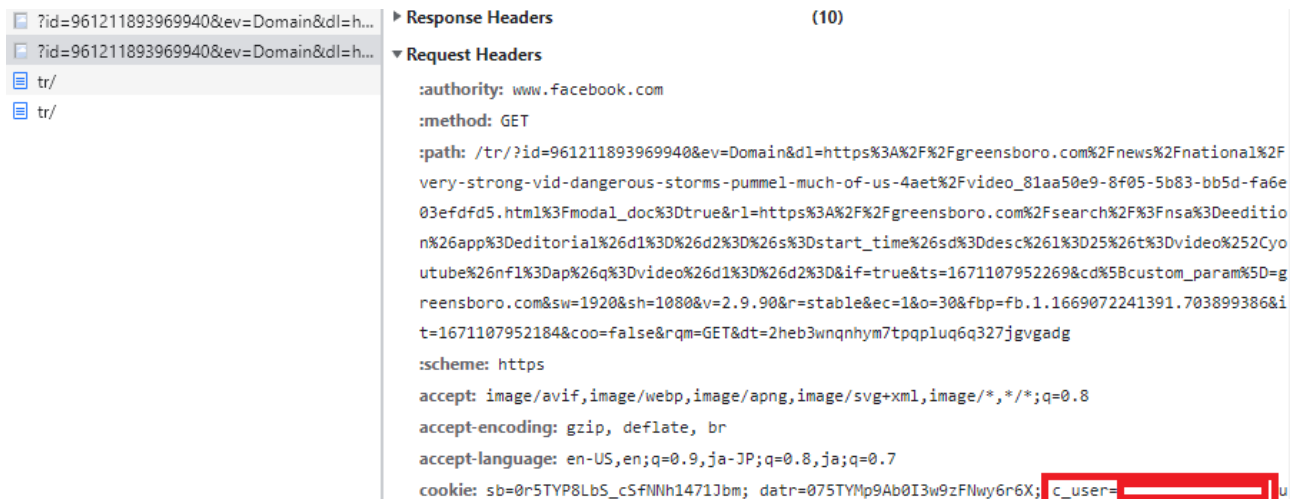 ?id=961211893969940&ev=Domain&dl=h...
?id=961211893969940&ev=Domain&dl=h...
tr/
tr/
Response Headers (10)
Request Headers
:authority: www.facebook.com
:method: GET
:path: /tr/?id=961211893969940&ev=Domain&dl=https%3A%2F%2Fgreensboro.com%2Fnews%2Fnational%2F
very-strong-vid-dangerous-storms-pummel-much-of-us-4aet%2Fvideo_81aa50e9-8f05-5b83-bb5d-fa6e
03efdfd5.html%3Fmodal_doc%3Dtrue&rl=https%3A%2F%2Fgreensboro.com%2Fsearch%2F%3Fnsa%3Deeditio
n%26app%3Deditorial%26d1%3D%26d2%3D%26s%3Dstart_time%26sd%3Ddesc%26l%3D25%26t%3Dvideo%252Cyo
utube%26nfl%3Dap%26q%3Dvideo%26d1%3D%26d2%3D&if=true&ts=1671107952269&cd%5Bcustom_param%5D=g
reensboro.com&sw=1920&sh=1080&v=2.9.90&r=stable&ec=1&o=30&fbp=fb.1.1669072241391.703899386&i
t=1671107952184&coo=false&rqm=GET&dt=2heb3wnqnhym7tpqpluq6q327jgvgadg
:scheme: https
accept: image/avif,image/webp,image/apng,image/svg+xml,image/*,*/*;q=0.8
accept-encoding: gzip, deflate, br
accept-language: en-US,en;q=0.9,ja-JP;q=0.8,ja;q=0.7
cookie: sb=0r5TYP8LbS_cSfNNh1471Jbm; datr=075TYMp9Ab0I3w9zFNwy6r6X; c_user= u